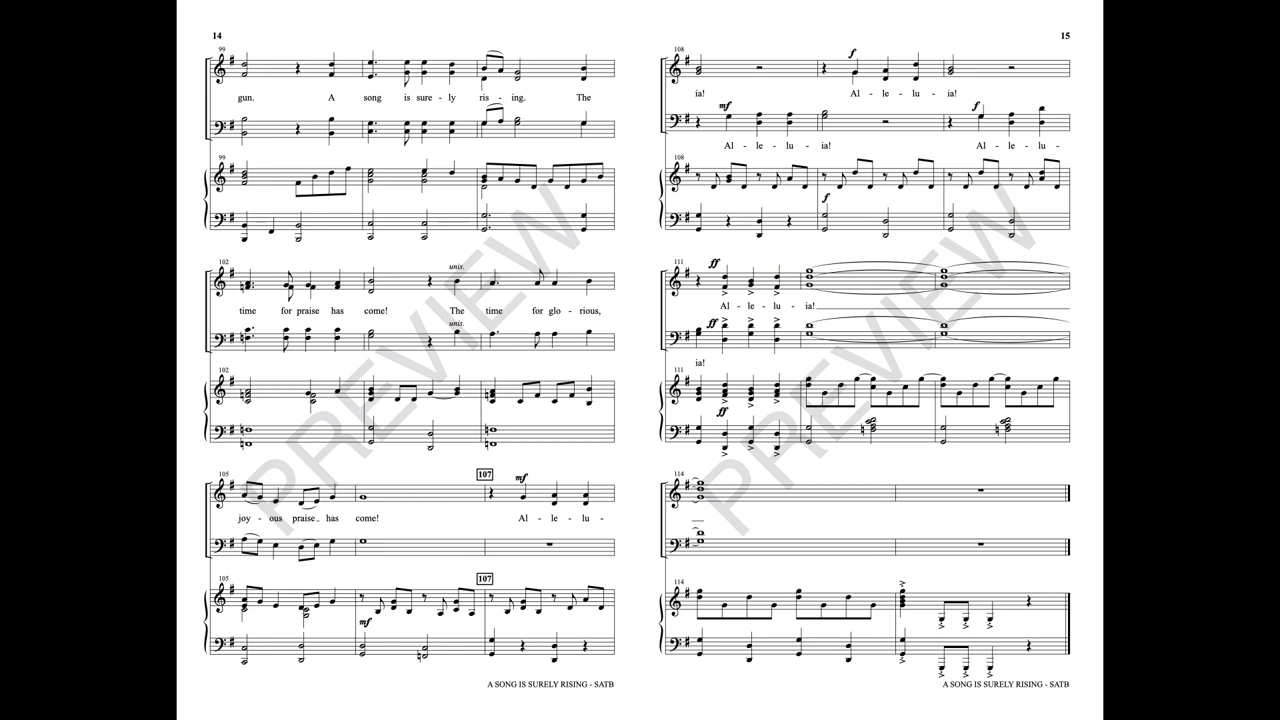 14
99
gun. A song is sure - ly ris - ing. The
99
102
unis.
time for praise has come! The time for glo - rious,
unis.
105
107
mf
joy - ous praise has come! Al - le - lu -
105
107
mf
PREVIEW
A SONG IS SURELY RISING - SATB
15
108
f
ia! Al - le - lu - ia!
mf
f
Al - le - lu - ia! Al - le - lu -
108
f
111
ff
Al - le - lu - ia!
ff
ia!
111
ff
114
114
PREVIEW
A SONG IS SURELY RISING - SATB